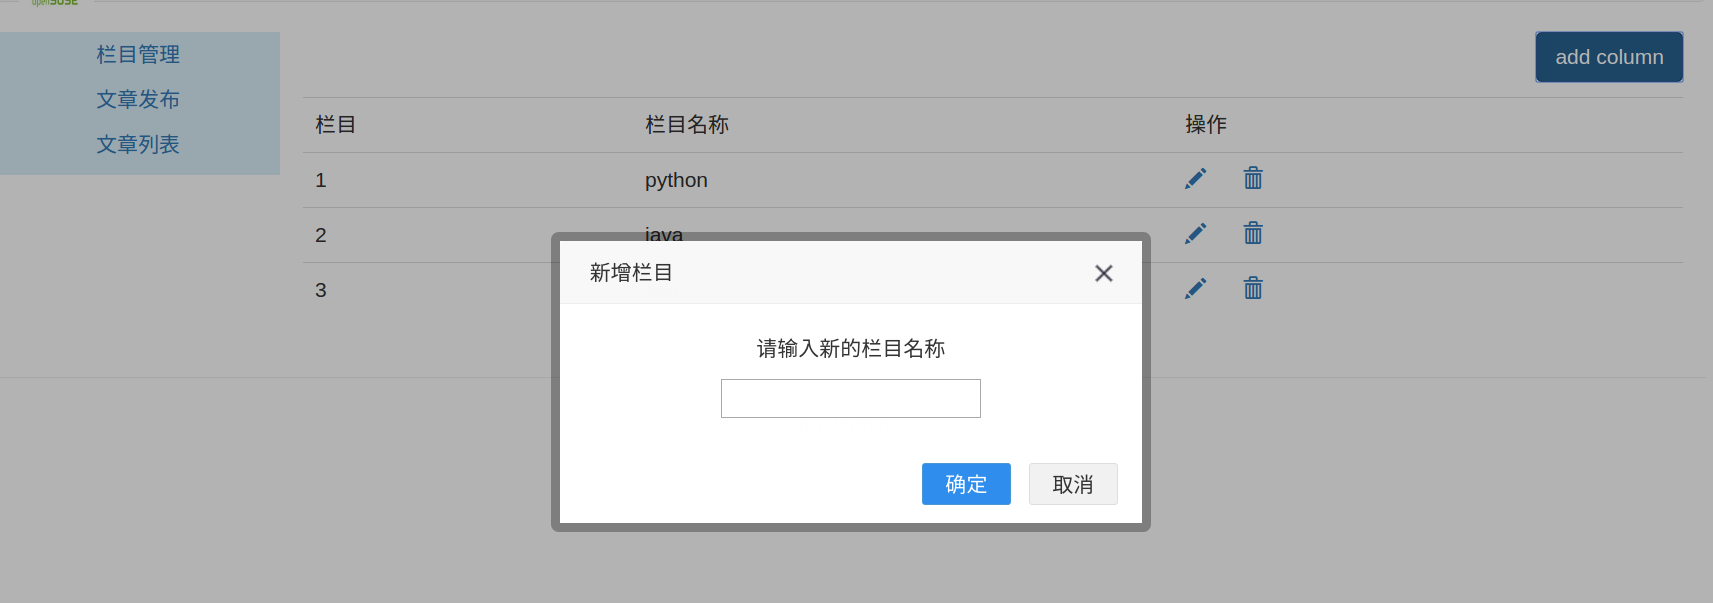 openSUSE
栏目管理
文章发布
文章列表
add column
栏目 栏目名称 操作
1 python
2 java
3
新增栏目
请输入新的栏目名称
确定 取消